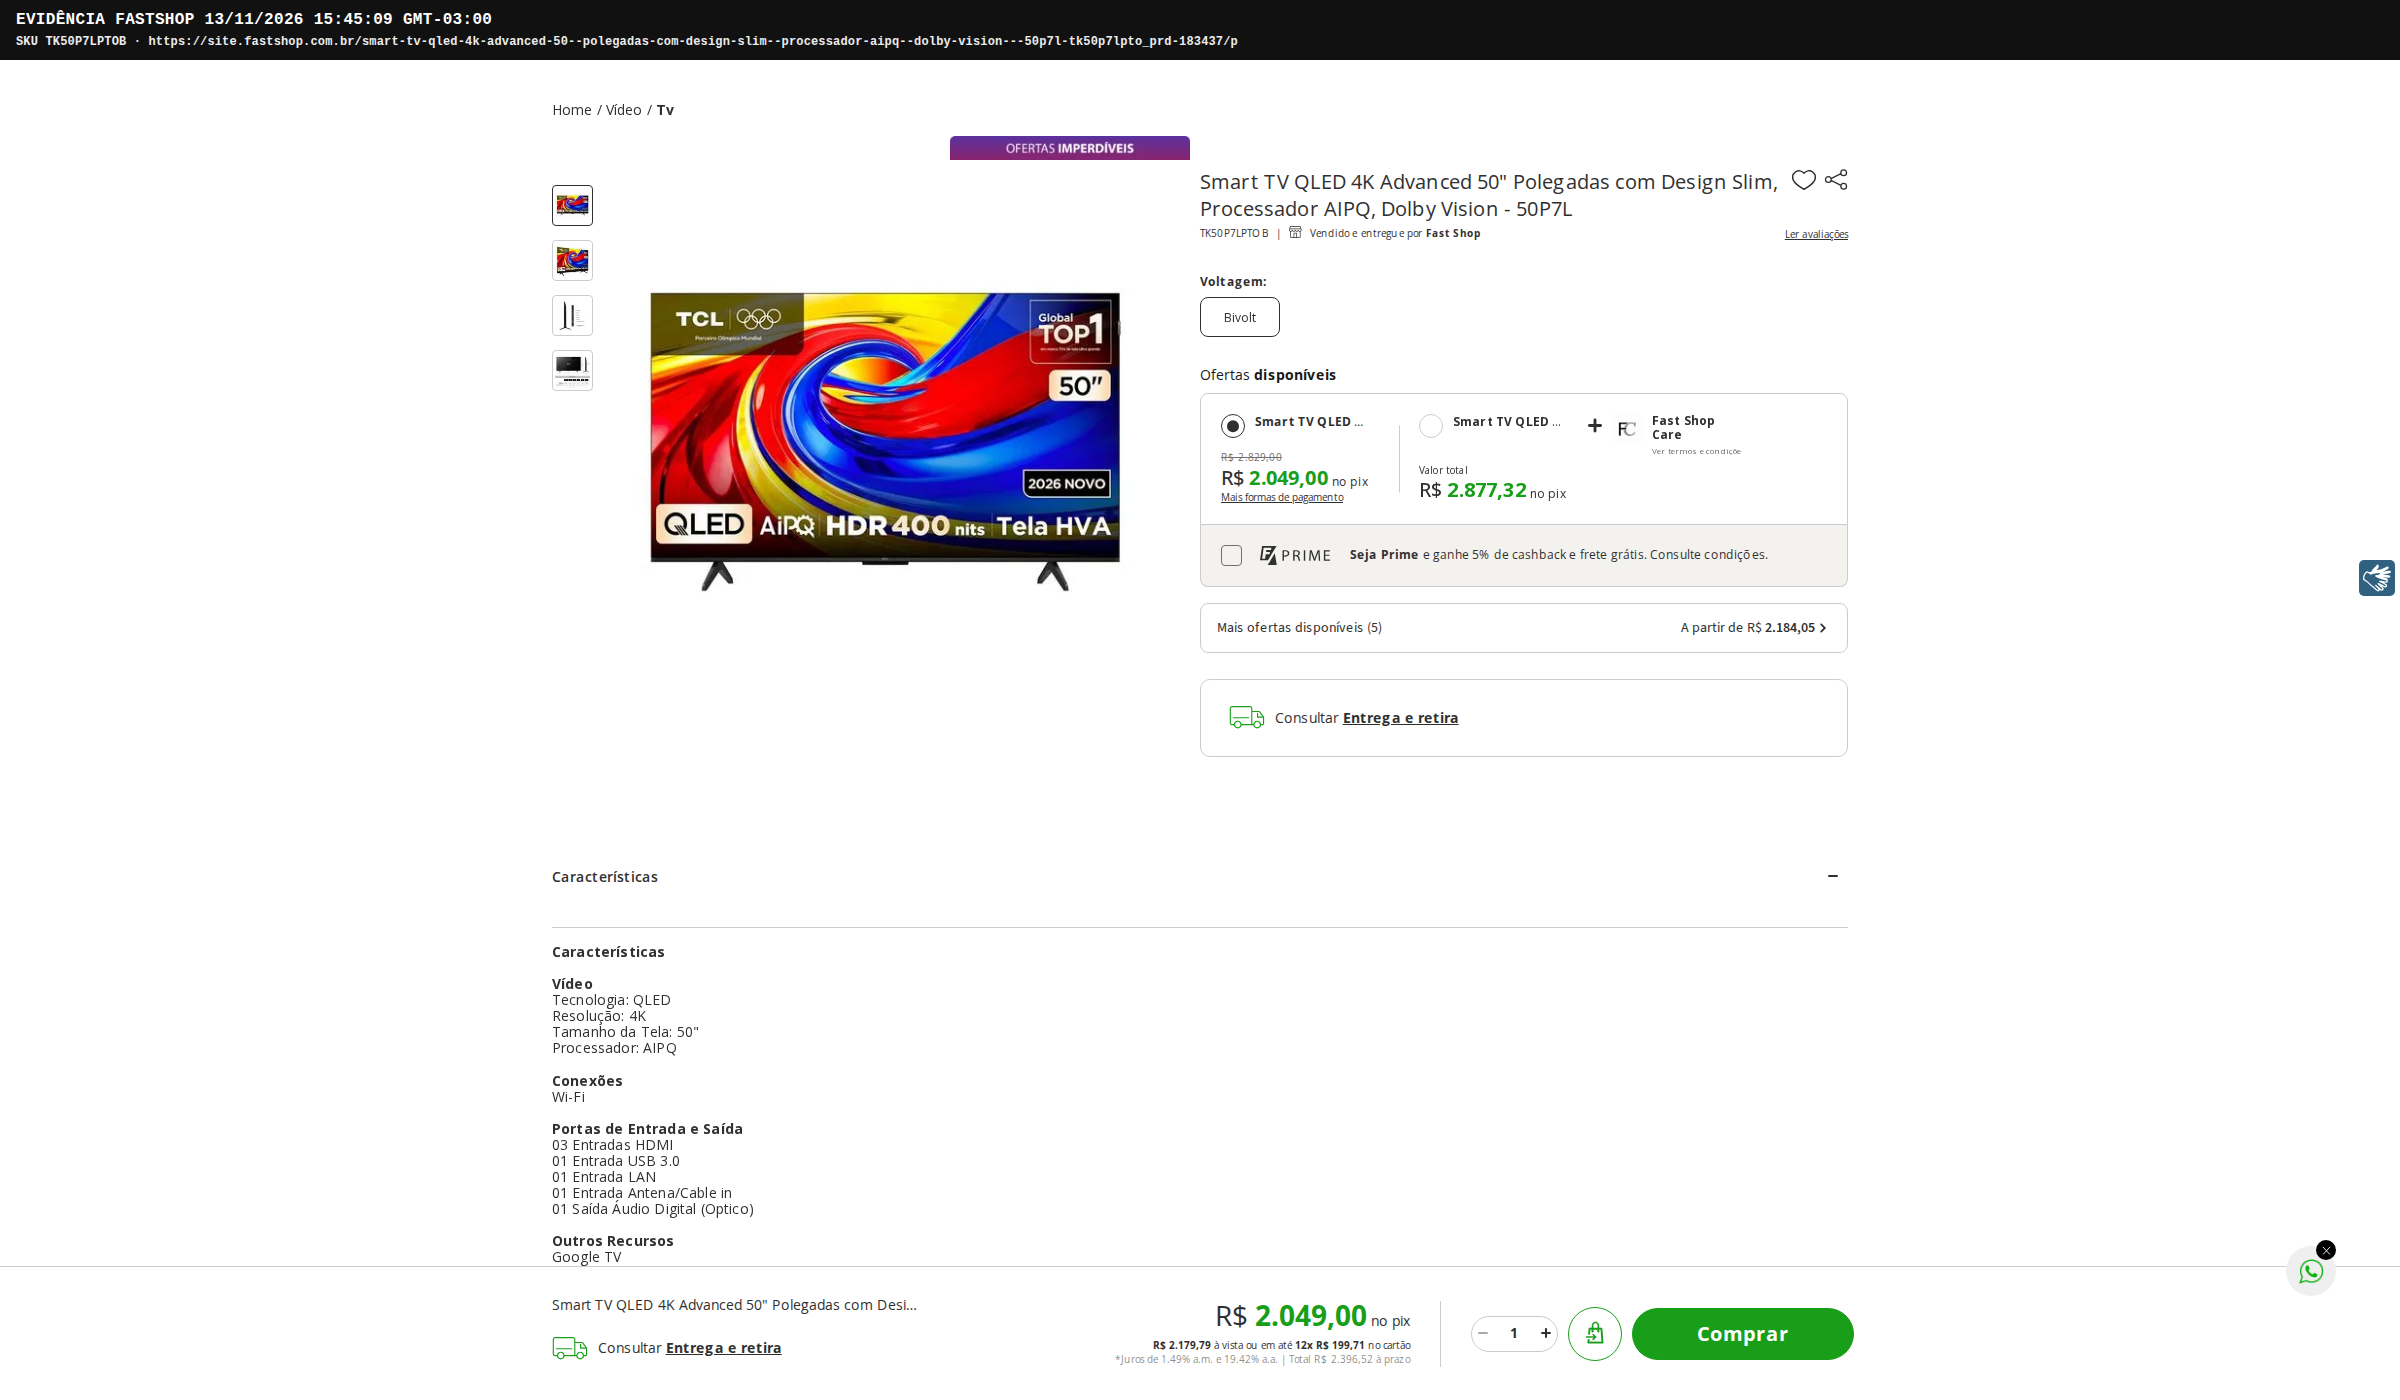 EVIDÊNCIA FASTSHOP 13/11/2026 15:45:09 GMT-03:00
SKU TK50P7LPTOB · https://site.fastshop.com.br/smart-tv-qled-4k-advanced-50--polegadas-com-design-slim--processador-aipq--dolby-vision---50p7l-tk50p7lpto_prd-183437/p
Home / Vídeo / Tv
OFERTAS IMPERDÍVEIS
Smart TV QLED 4K Advanced 50" Polegadas com Design Slim,
Processador AIPQ, Dolby Vision - 50P7L
TK50P7LPTOB | Vendido e entregue por Fast Shop
Ler avaliações
Voltagem:
Bivolt
TCL
Parceiro Olímpico Mundial
Global
TOP1
50"
2026 NOVO
QLED AiPQ HDR 400 nits Tela HVA
Ofertas disponíveis
Smart TV QLED ...
R$ 2.829,00
R$ 2.049,00 no pix
Mais formas de pagamento
Smart TV QLED ...
+
FC
Fast Shop
Care
Ver termos e condiçõe
Valor total
R$ 2.877,32 no pix
PRIME
Seja Prime e ganhe 5% de cashback e frete grátis. Consulte condições.
Mais ofertas disponíveis (5)
A partir de R$ 2.184,05
Consultar Entrega e retira
Características
Características
Vídeo
Tecnologia: QLED
Resolução: 4K
Tamanho da Tela: 50"
Processador: AIPQ
Conexões
Wi-Fi
Portas de Entrada e Saída
03 Entradas HDMI
01 Entrada USB 3.0
01 Entrada LAN
01 Entrada Antena/Cable in
01 Saída Áudio Digital (Optico)
Outros Recursos
Google TV
Smart TV QLED 4K Advanced 50" Polegadas com Desi...
Consultar Entrega e retira
R$ 2.049,00 no pix
R$ 2.179,79 à vista ou em até 12x R$ 199,71 no cartão
*Juros de 1.49% a.m. e 19.42% a.a. | Total R$ 2.396,52 à prazo
1
Comprar